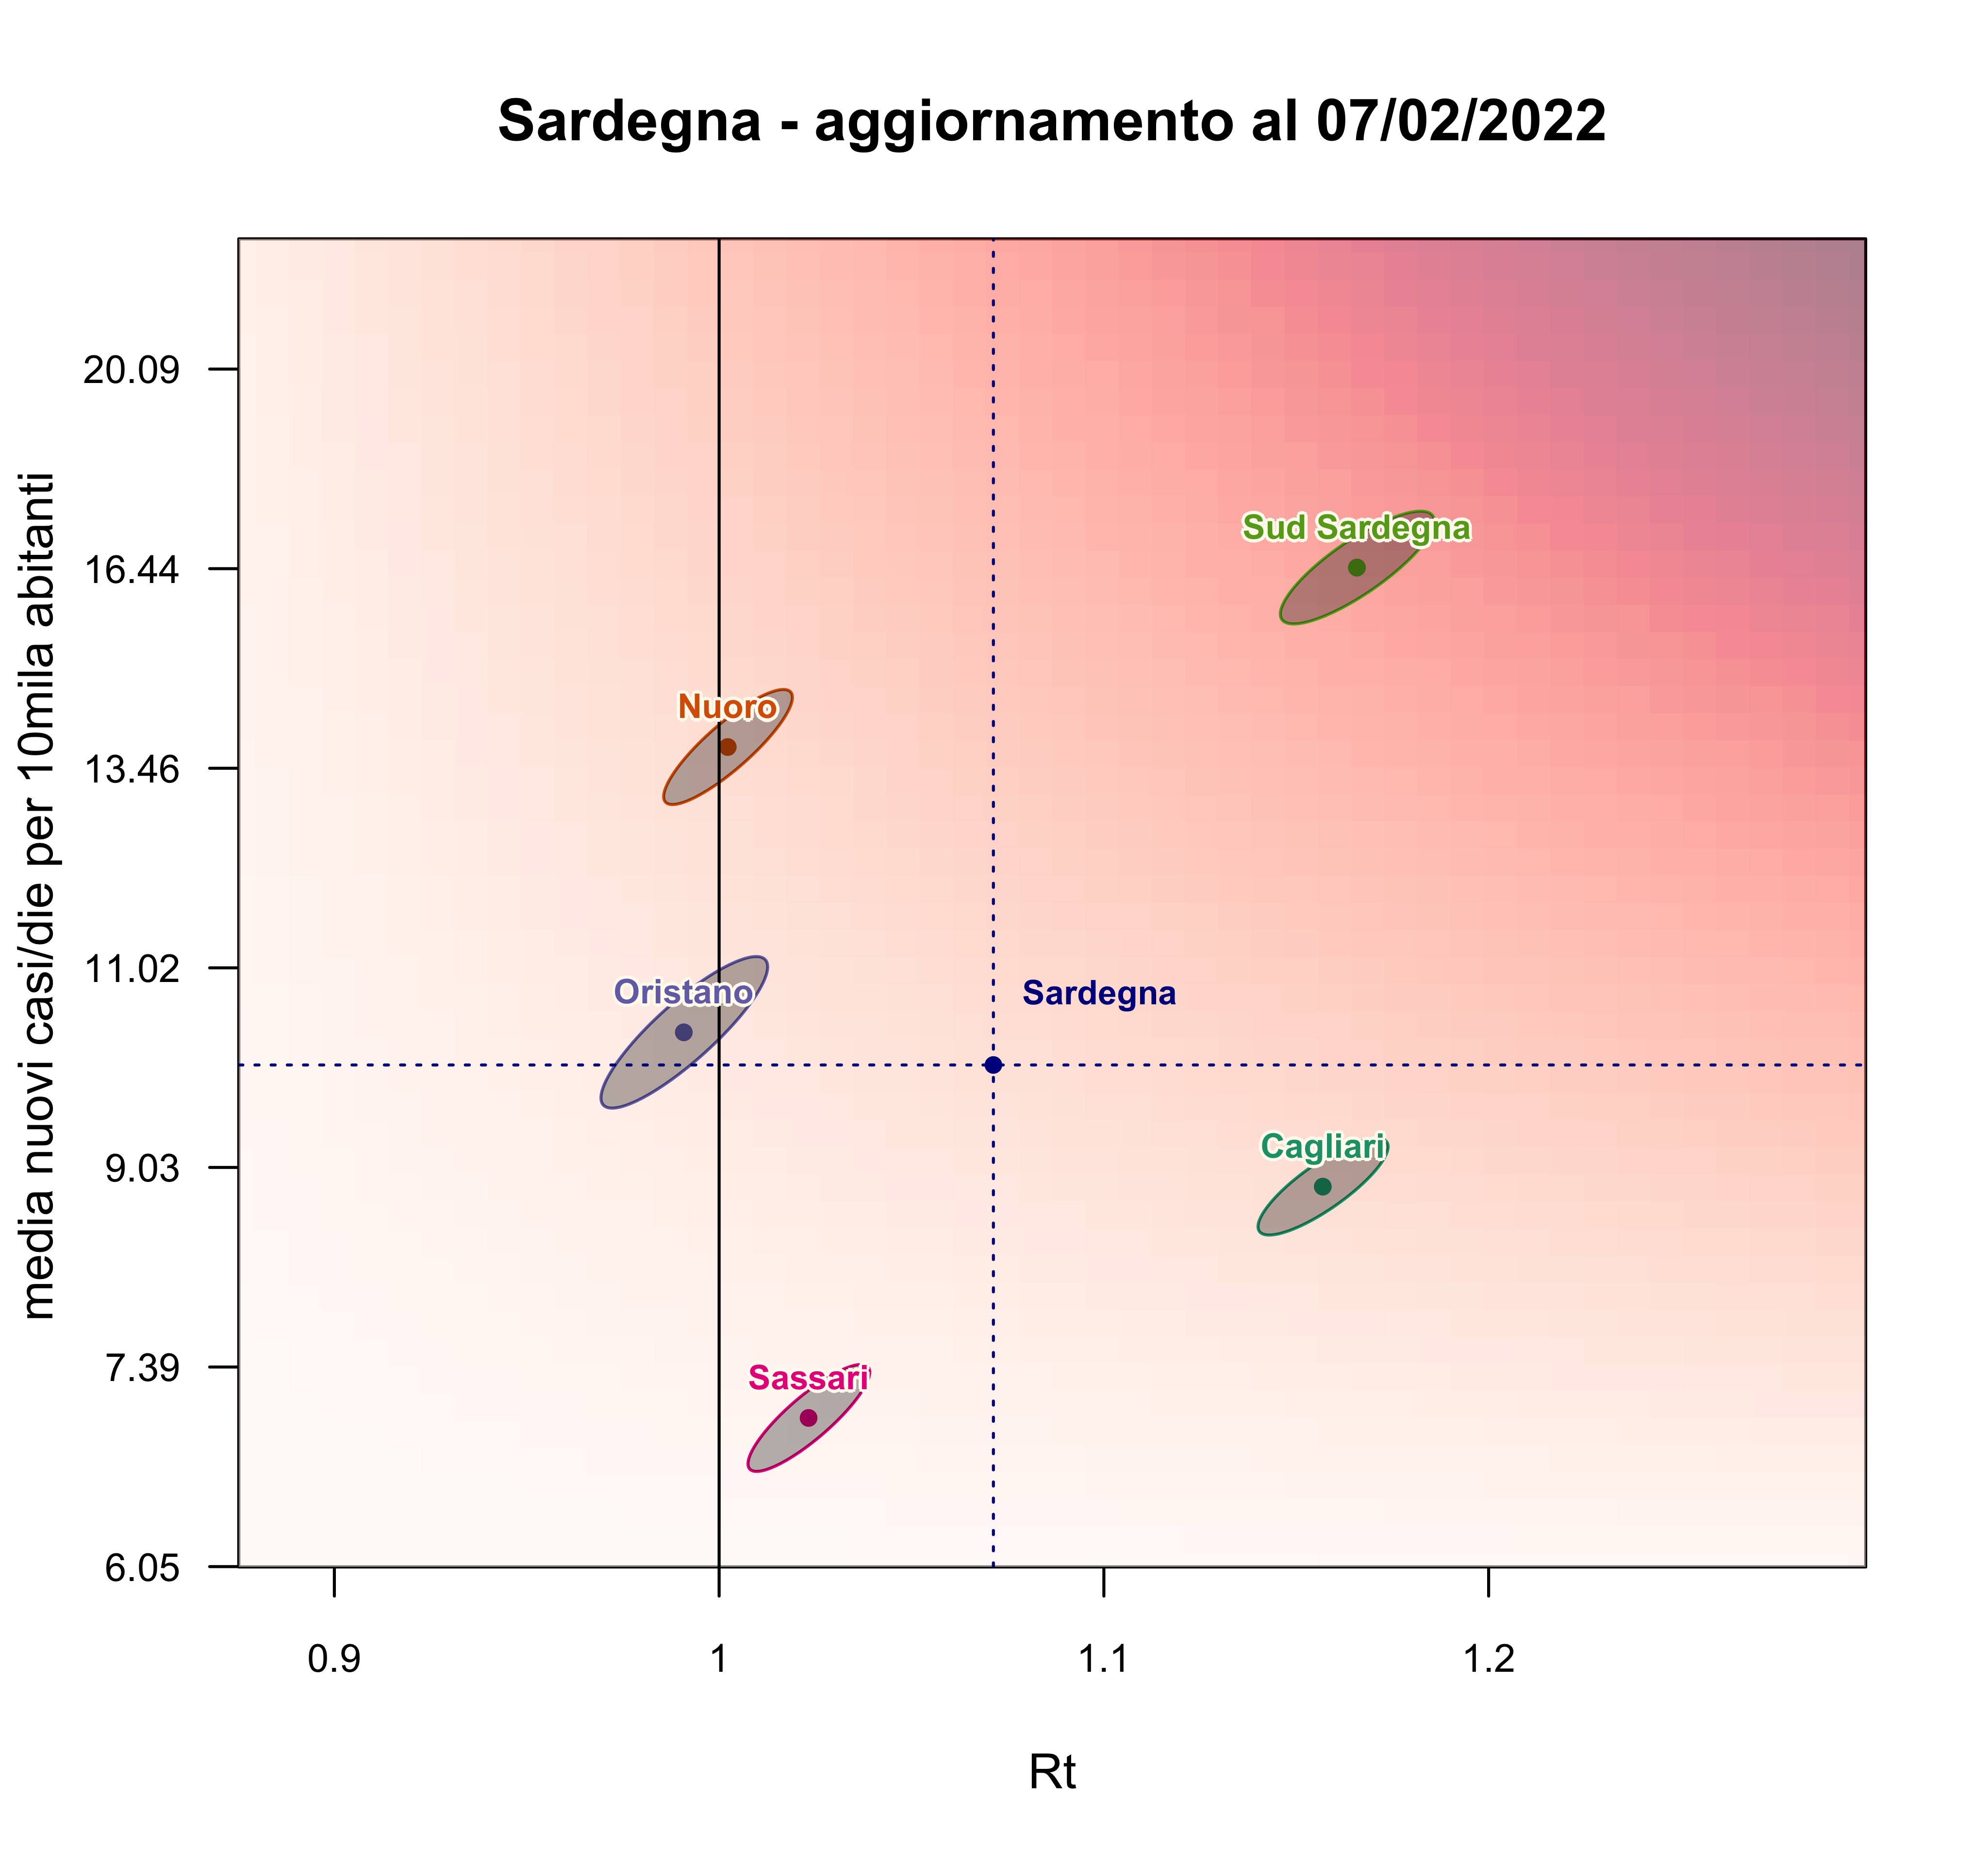 Sardegna - aggiornamento al 07/02/2022
media nuovi casi/die per 10mila abitanti
20.09
16.44
13.46
11.02
9.03
7.39
6.05
Sud Sardegna
Nuoro
Oristano
Sardegna
Cagliari
Sassari
0.9
1
1.1
1.2
Rt